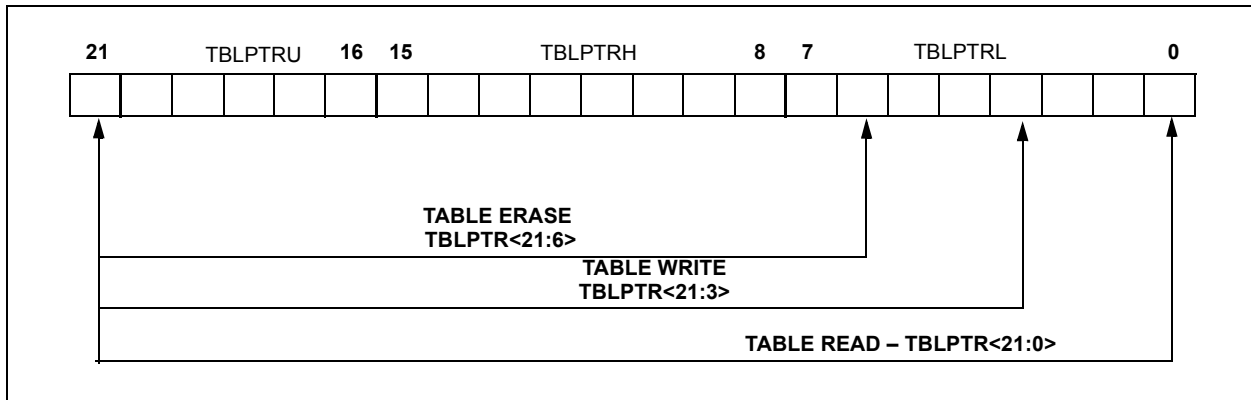 21 TBLPTRU 16 15 TBLPTRH 8 7 TBLPTRL 0
TABLE ERASE
TBLPTR<21:6>
TABLE WRITE
TBLPTR<21:3>
TABLE READ – TBLPTR<21:0>